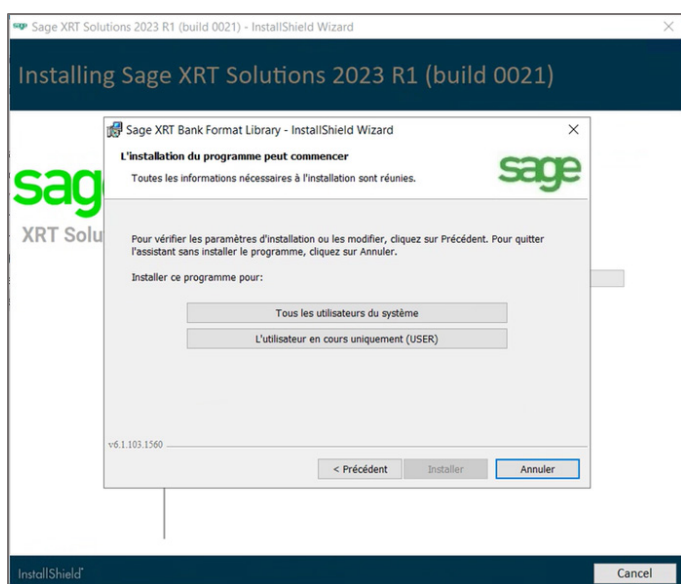 sage Sage XRT Solutions 2023 R1 (build 0021) - InstallShield Wizard
Installing Sage XRT Solutions 2023 R1 (build 0021)
Sage XRT Bank Format Library - InstallShield Wizard
L'installation du programme peut commencer
Toutes les informations nécessaires à l'installation sont réunies.
sage
sag
XRT Solu
Pour vérifier les paramètres d'installation ou les modifier, cliquez sur Précédent. Pour quitter
l'assistant sans installer le programme, cliquez sur Annuler.
Installer ce programme pour:
Tous les utilisateurs du système
L'utilisateur en cours uniquement (USER)
v6.1.103.1560
< Précédent Installer Annuler
InstallShield Cancel